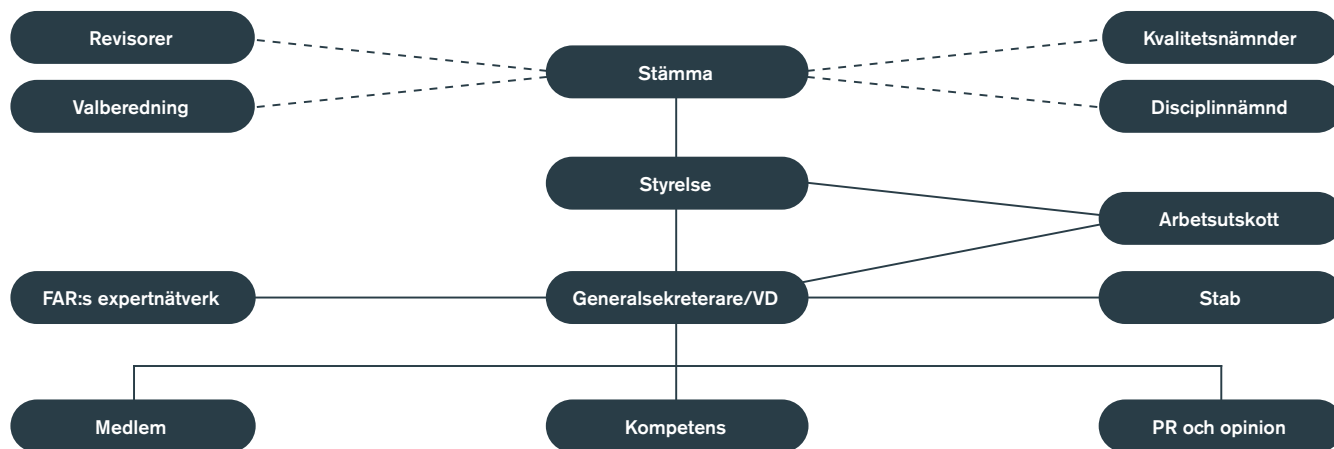 Revisorer
Kvalitetsnämnder
Stämma
Valberedning
Disciplinnämnd
Styrelse
Arbetsutskott
FAR:s expertnätverk
Generalsekreterare/VD
Stab
Medlem
Kompetens
PR och opinion